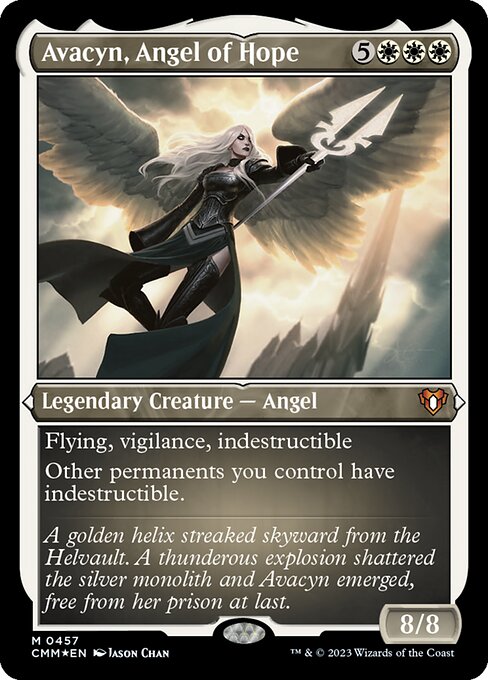 Avacyn, Angel of Hope 5
Legendary Creature — Angel
Flying, vigilance, indestructible
Other permanents you control have
indestructible.
A golden helix streaked skyward from the
Helvault. A thunderous explosion shattered
the silver monolith and Avacyn emerged,
free from her prison at last.
8/8
M 0457
CMM★EN Jason Chan
™ & © 2023 Wizards of the Coast